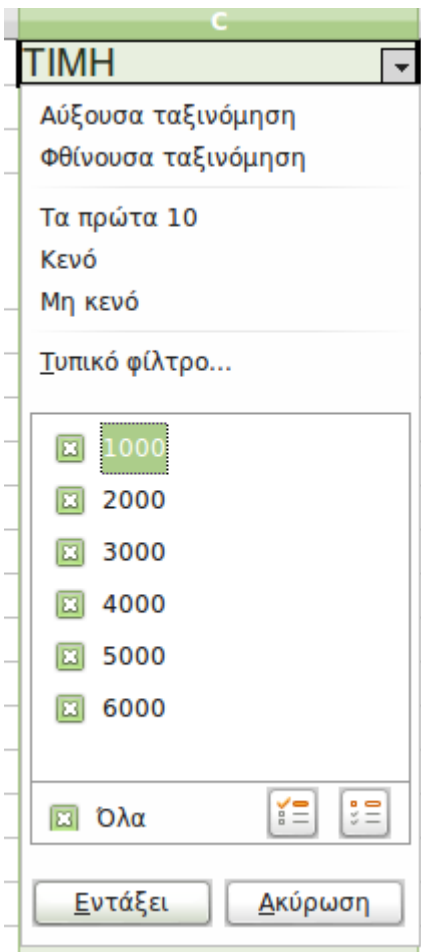 C
ΤΙΜΗ
Αύξουσα ταξινόμηση
Φθίνουσα ταξινόμηση
Τα πρώτα 10
Κενό
Μη κενό
Τυπικό φίλτρο...
1000
2000
3000
4000
5000
6000
Όλα
Εντάξει Ακύρωση